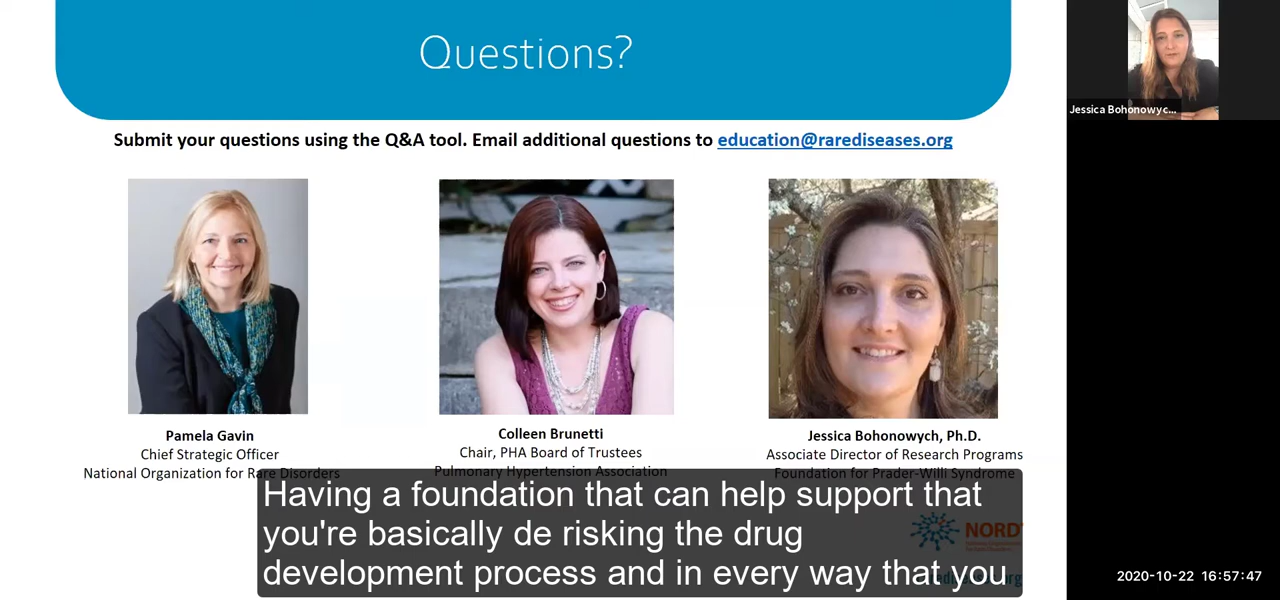 Questions?
Submit your questions using the Q&A tool. Email additional questions to education@rarediseases.org
Jessica Bohonowyc...
Pamela Gavin
Chief Strategic Officer
National Organization for Rare Disorders
Colleen Brunetti
Chair, PHA Board of Trustees
Pulmonary Hypertension Association
Jessica Bohonowych, Ph.D.
Associate Director of Research Programs
Foundation for Prader-Willi Syndrome
Having a foundation that can help support that
you're basically de risking the drug
development process and in every way that you
NORD
2020-10-22 16:57:47